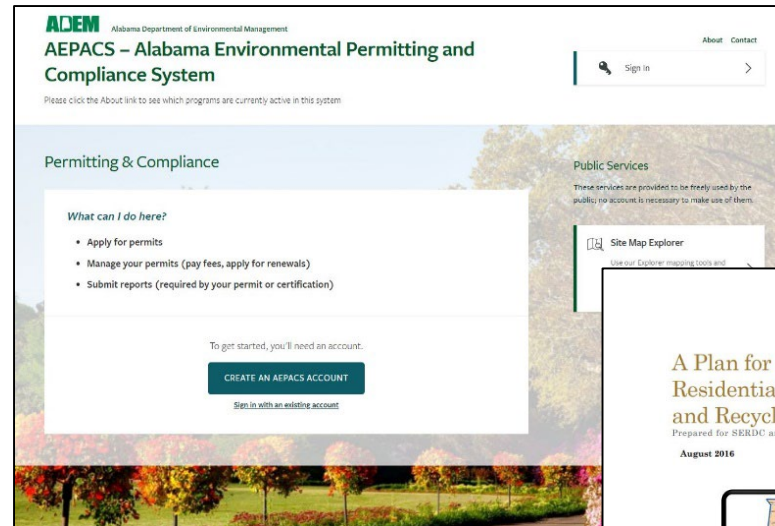 ADEM Alabama Department of Environmental Management
AEPACS – Alabama Environmental Permitting and
Compliance System
Please click the About link to see which programs are currently active in this system
About Contact
Sign In
Permitting & Compliance
What can I do here?
• Apply for permits
• Manage your permits (pay fees, apply for renewals)
• Submit reports (required by your permit or certification)
To get started, you'll need an account.
CREATE AN AEPACS ACCOUNT
Sign in with an existing account
Public Services
These services are provided to be freely used by the
public; no account is necessary to make use of them.
Site Map Explorer
Use our Explorer mapping tools and
A Plan for
Residentia
and Recycl
Prepared for SERDC a
August 2016